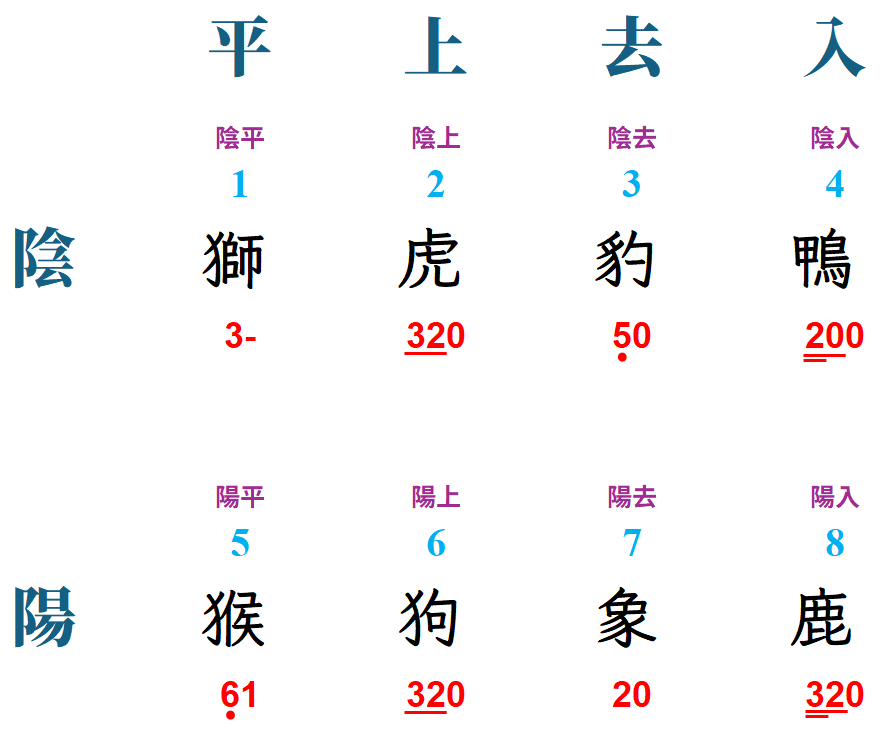 平 上 去 入
陰平 陰上 陰去 陰入
1 2 3 4
陰 獅 虎 豹 鴨
3- 320 50 200
陽平 陽上 陽去 陽入
5 6 7 8
陽 猴 狗 象 鹿
61 320 20 320